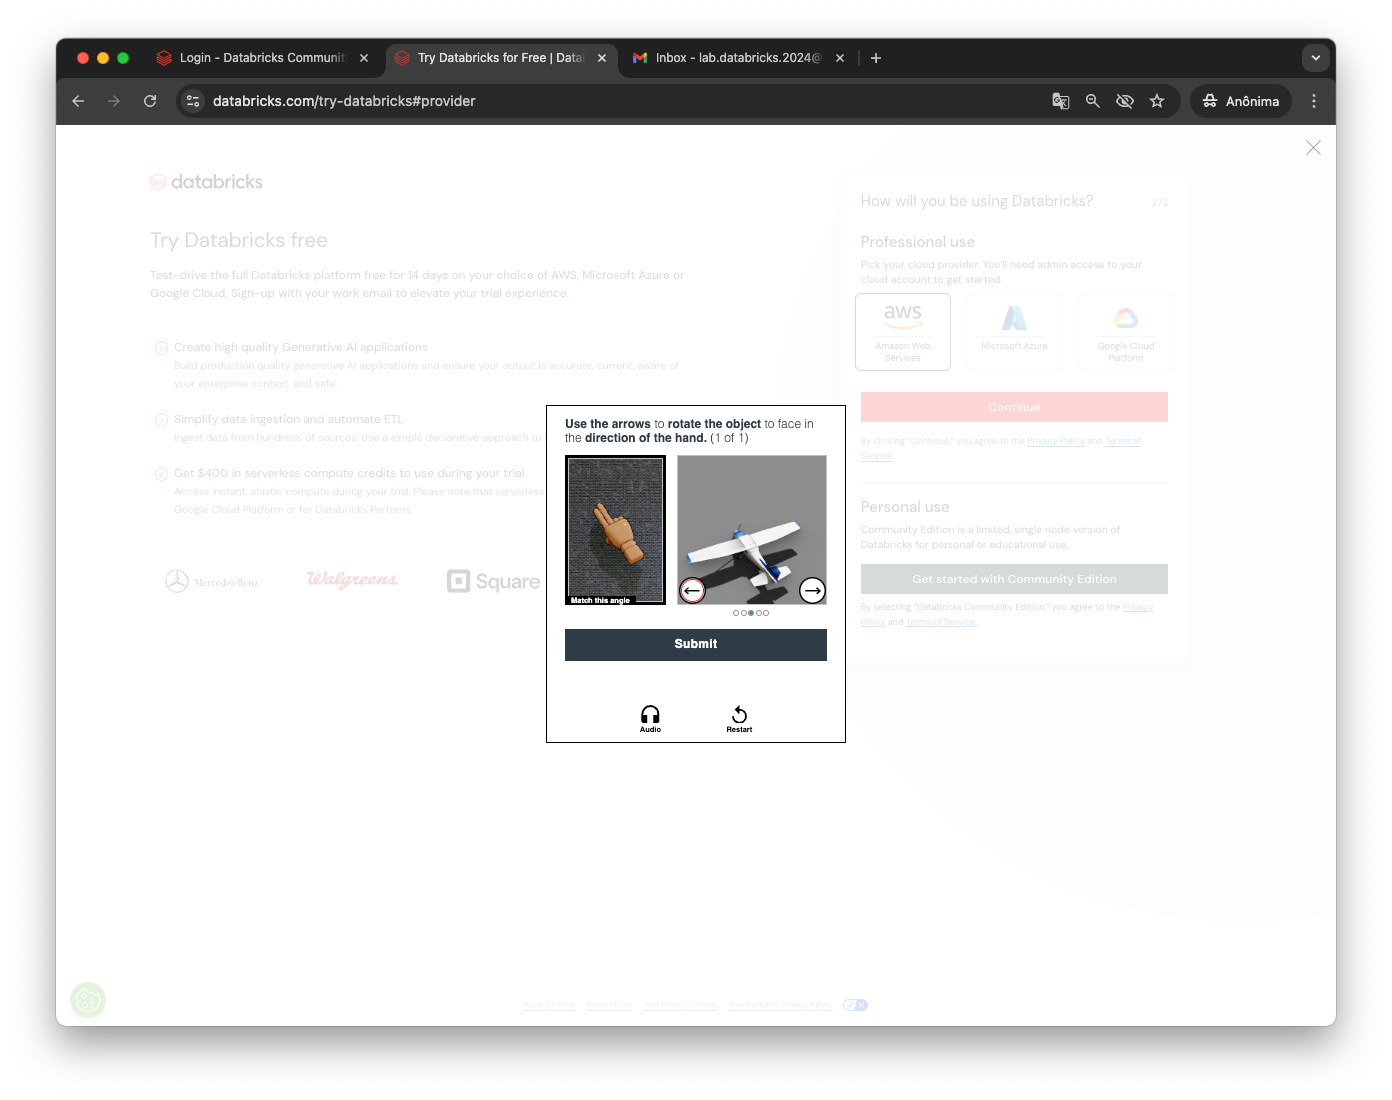 Login - Databricks Communit
Try Databricks for Free | Data
Inbox - lab.databricks.2024@
databricks.com/try-databricks#provider
Anônima
databricks
Try Databricks free
Test-drive the full Databricks platform free for 14 days on your choice of AWS, Microsoft Azure or
Google Cloud. Sign-up with your work email to elevate your trial experience.
Create high quality Generative AI applications
Build production quality generative AI applications and ensure your output is accurate, current, aware of
your enterprise context, and safe.
Simplify data ingestion and automate ETL
Ingest data from hundreds of sources. Use a simple declarative approach to
Get $400 in serverless compute credits to use during your trial
Access instant, elastic compute during your trial. Please note that serverless
Google Cloud Platform or for Databricks Partners.
Mercedes-Benz
Walgreens
Square
How will you be using Databricks?
2/2
Professional use
Pick your cloud provider. You'll need admin access to your
cloud account to get started.
aws
Amazon Web
Services
Microsoft Azure
Google Cloud
Platform
Continue
By clicking "Continue," you agree to the Privacy Policy and Terms of
Service.
Personal use
Community Edition is a limited, single node version of
Databricks for personal or educational use.
Get started with Community Edition
By selecting "Databricks Community Edition," you agree to the Privacy
Policy and Terms of Service.
Use the arrows to rotate the object to face in
the direction of the hand. (1 of 1)
Match this angle
Submit
Audio
Restart
Privacy Notice
Terms of Use
Your Privacy Choices
Your California Privacy Rights